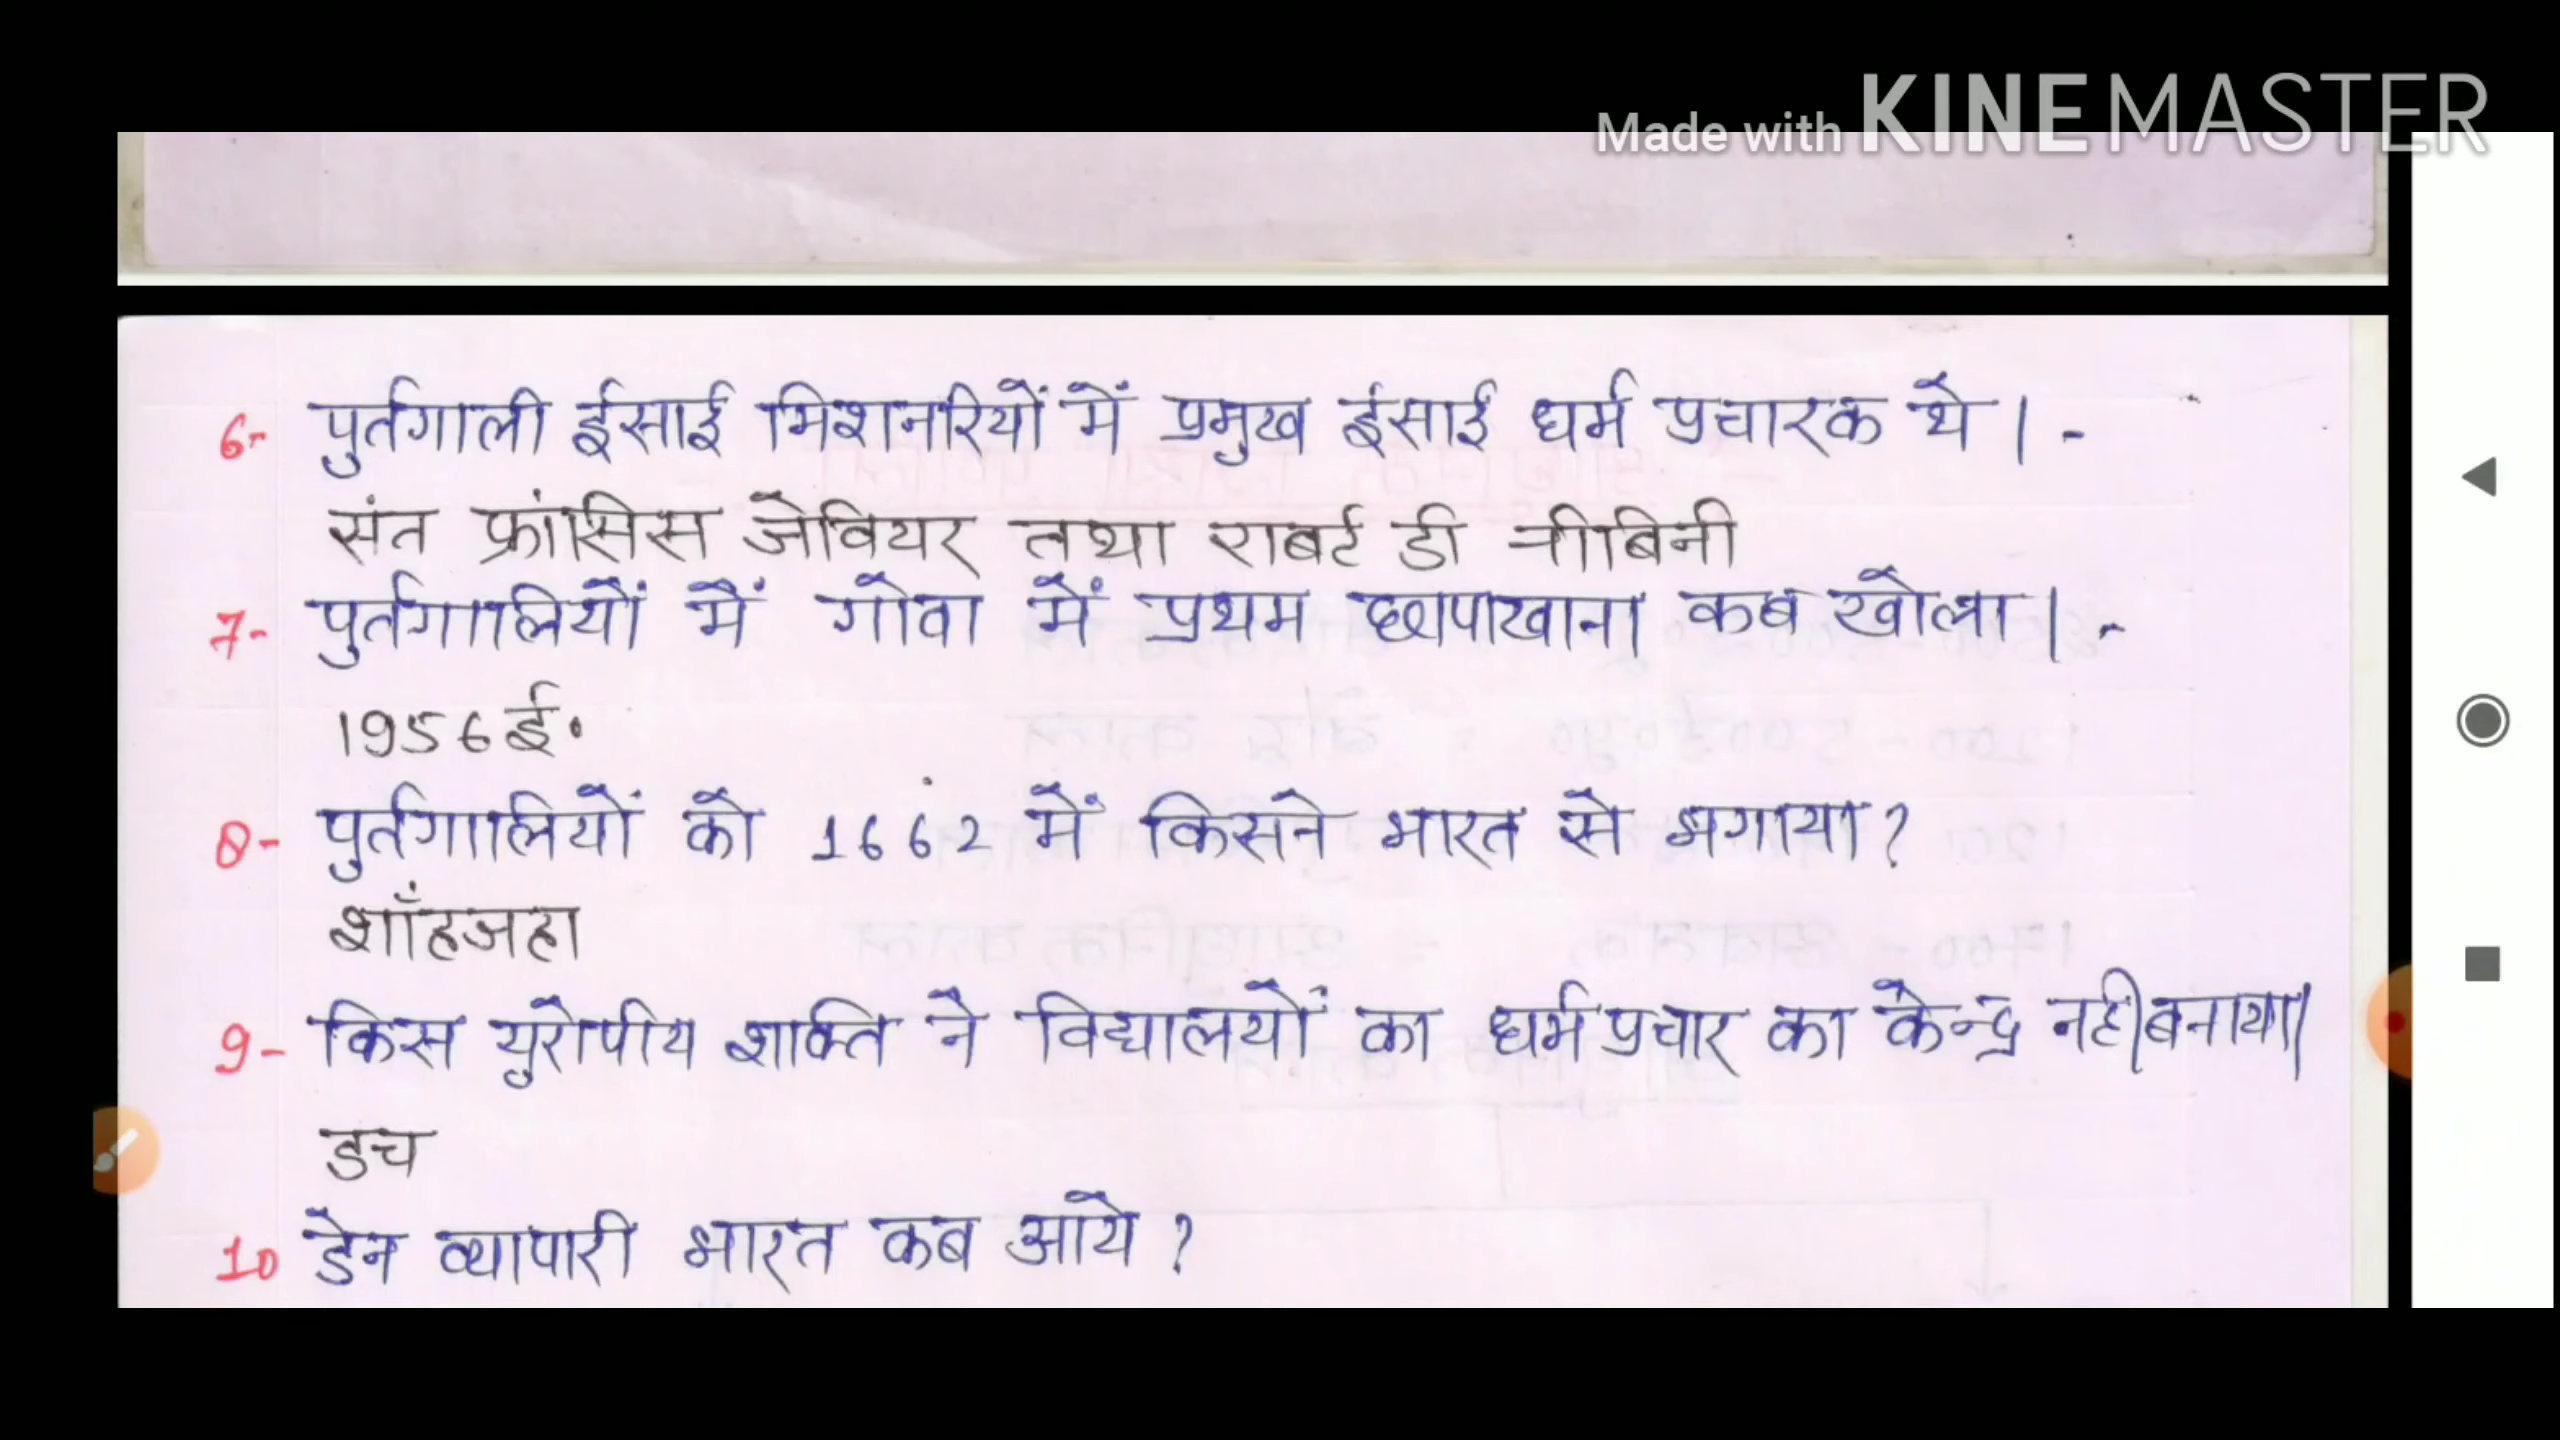 Made with KINEMASTER
6- पुर्तगाली ईसाई मिशनरियों में प्रमुख ईसाई धर्म प्रचारक थे । -
संत फ्रांसिस जेवियर तथा राबर्ट डी नीबिनी
7- पुर्तगालियों में गोवा में प्रथम छापाखाना कब खोला । -
1956 ई.
8- पुर्तगालियों को 1662 में किसने भारत से भगाया ?
शाँहजहा
9- किस युरोपीय शक्ति ने विद्यालयों का धर्म प्रचार का केन्द्र नही बनाया।
डच
10 डेन व्यापारी भारत कब आये ?